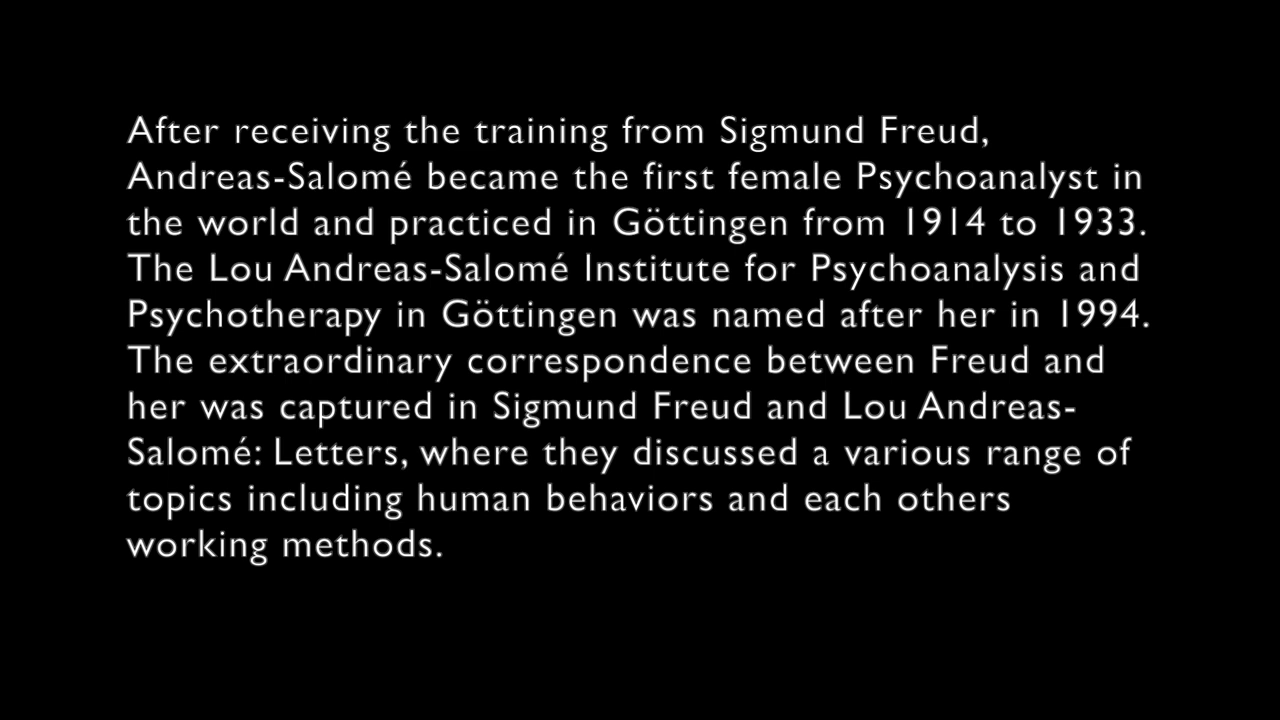 After receiving the training from Sigmund Freud,
Andreas-Salomé became the first female Psychoanalyst in
the world and practiced in Göttingen from 1914 to 1933.
The Lou Andreas-Salomé Institute for Psychoanalysis and
Psychotherapy in Göttingen was named after her in 1994.
The extraordinary correspondence between Freud and
her was captured in Sigmund Freud and Lou Andreas-
Salomé: Letters, where they discussed a various range of
topics including human behaviors and each others
working methods.